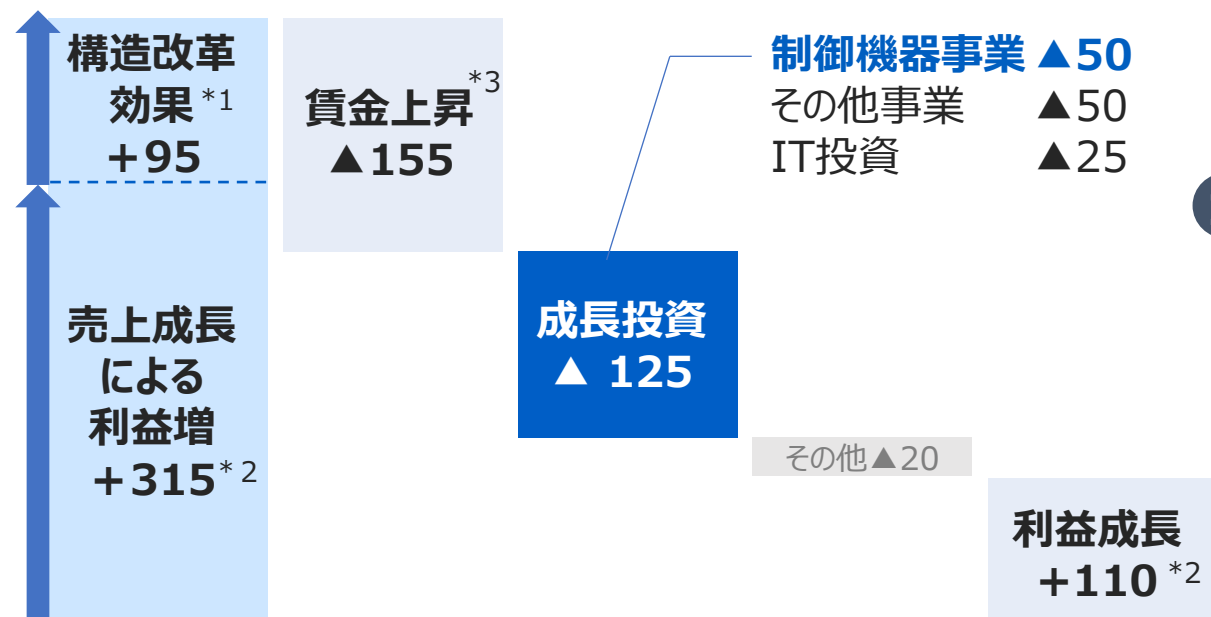 構造改革
効果 *1
+95
売上成長
による
利益増
+315 *2
賃金上昇 *3
▲155
成長投資
▲ 125
制御機器事業 ▲50
その他事業 ▲50
IT投資 ▲25
その他▲20
利益成長
+110 *2